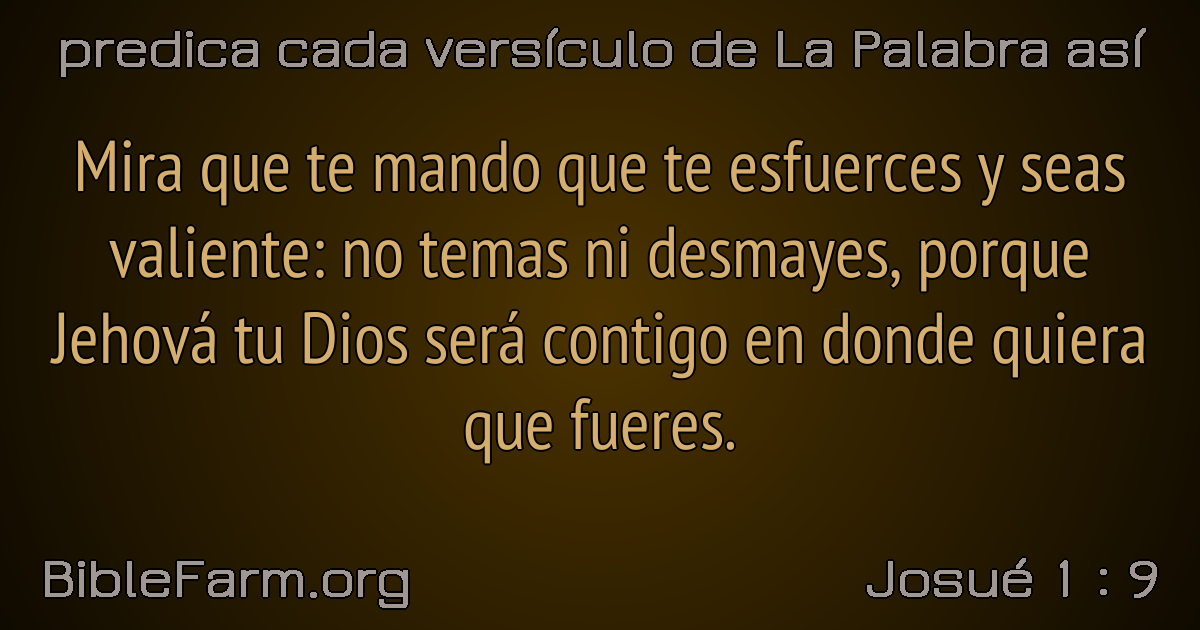 predica cada versículo de La Palabra así
Mira que te mando que te esfuerces y seas
valiente: no temas ni desmayes, porque
Jehová tu Dios será contigo en donde quiera
que fueres.
BibleFarm.org
Josué 1 : 9